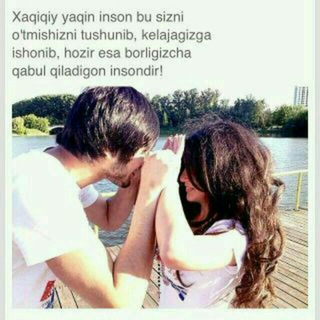 Xaqiqiy yaqin inson bu sizni
o'tmishizni tushunib, kelajagizga
ishonib, hozir esa borligizcha
qabul qiladigon insondir!